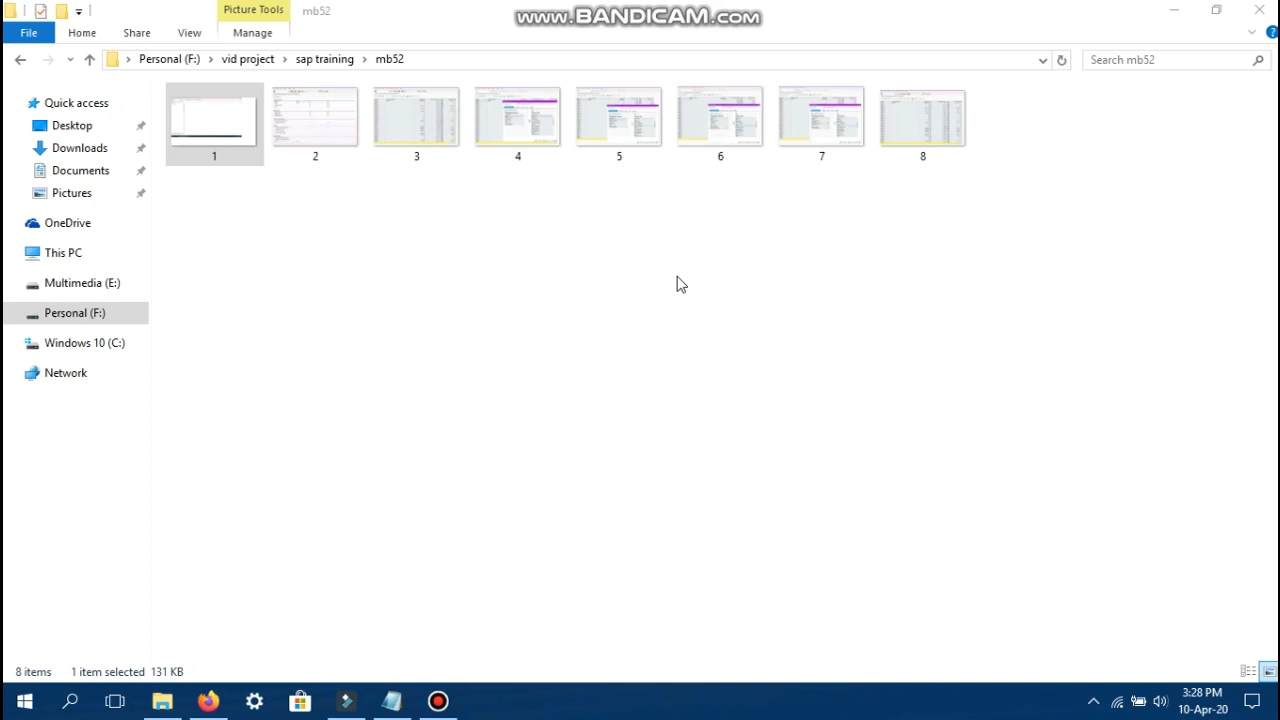 Picture Tools
mb52
www.BANDICAM.com
File
Home
Share
View
Manage
Personal (F:)
vid project
sap training
mb52
Search mb52
Quick access
Desktop
Downloads
Documents
Pictures
OneDrive
This PC
Multimedia (E:)
Personal (F:)
Windows 10 (C:)
Network
1
2
3
4
5
6
7
8
8 items
1 item selected
131 KB
3:28 PM
10-Apr-20